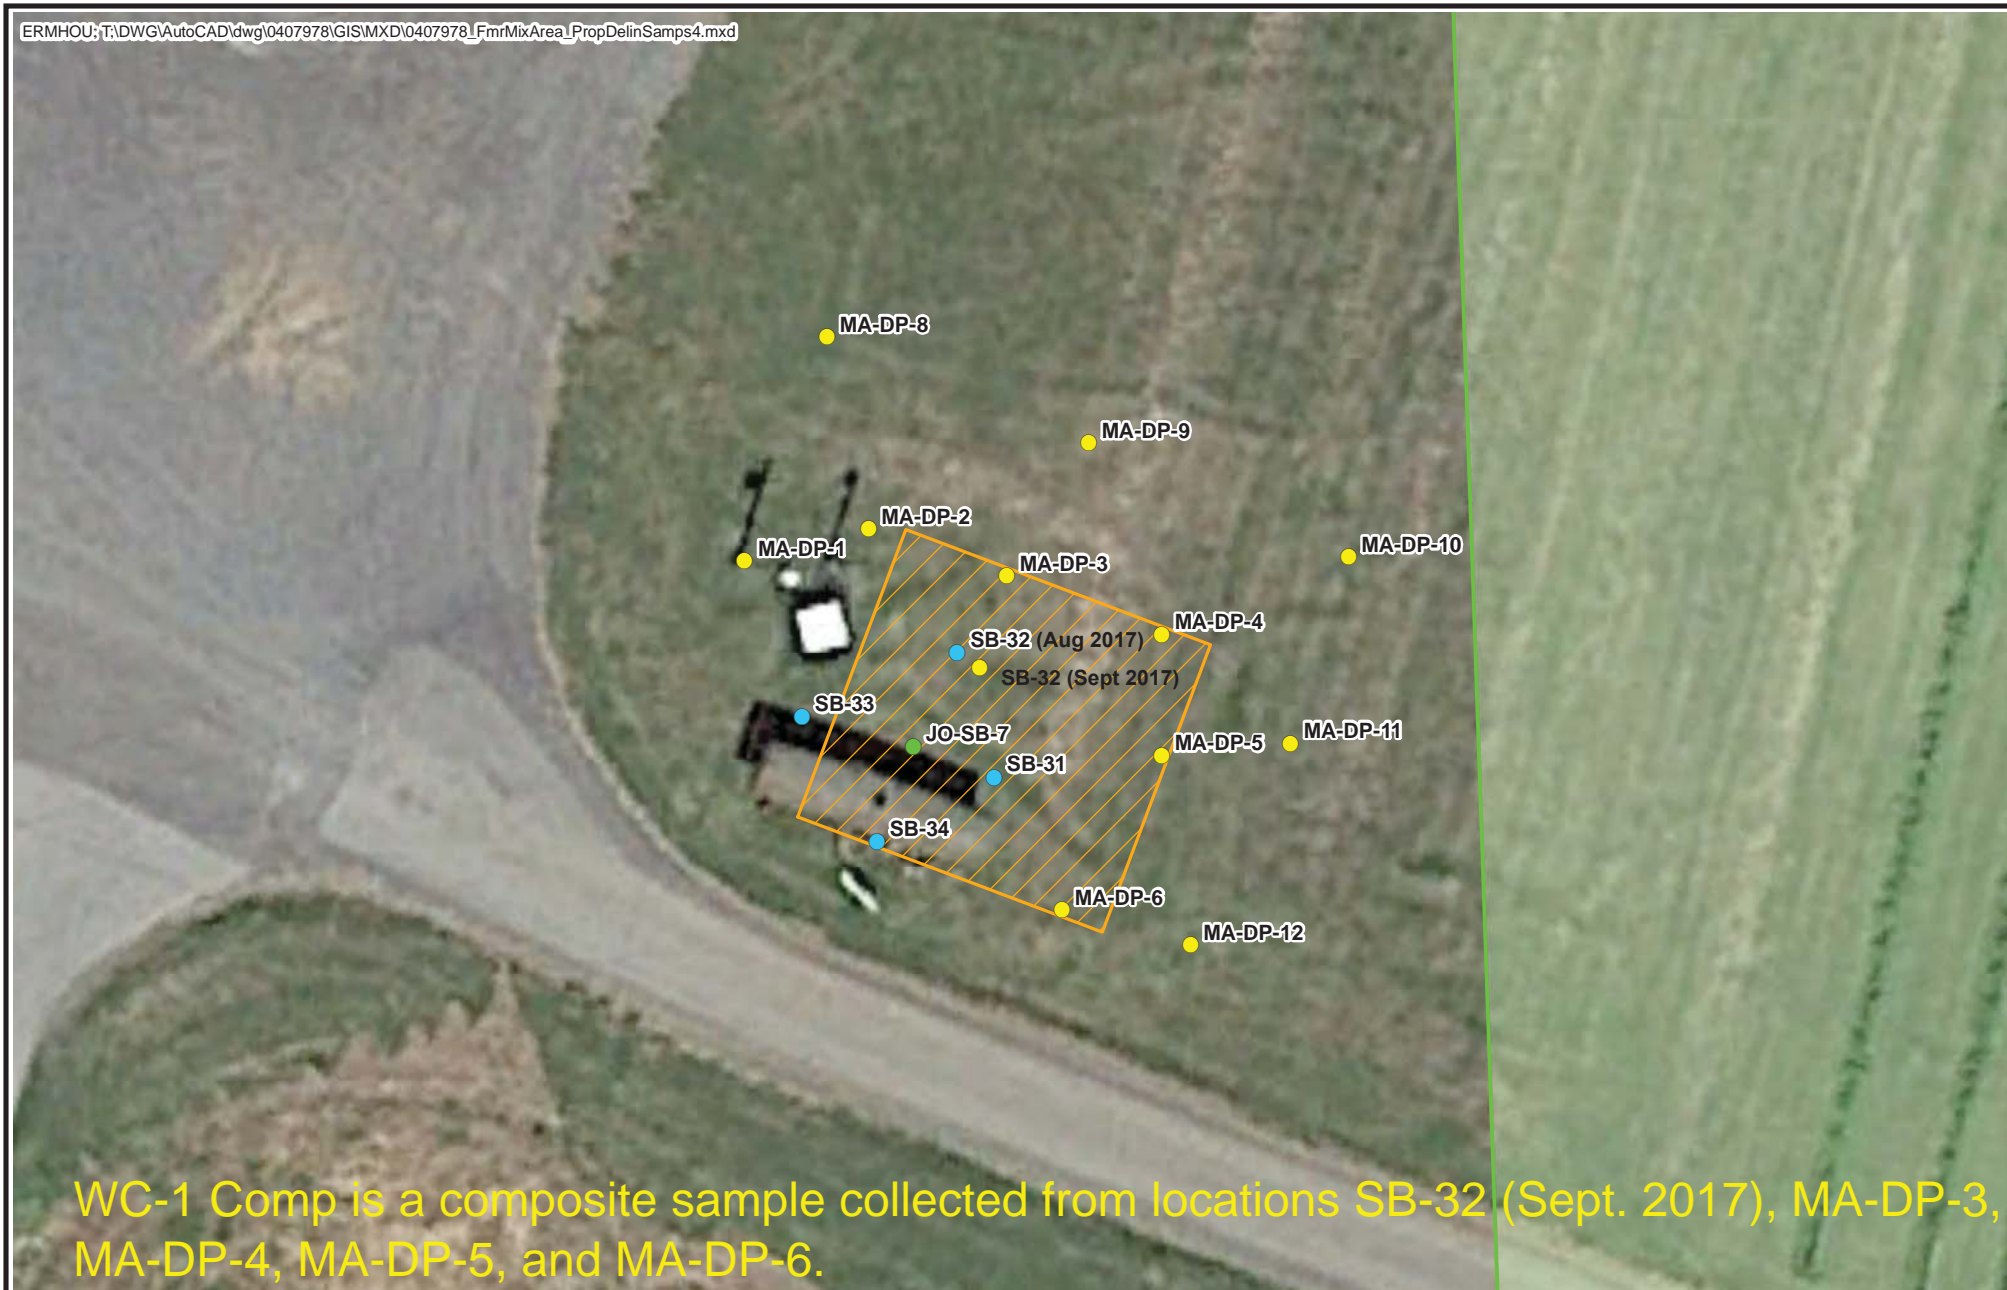 ERMHOU; T:\DWG\AutoCAD\dwg\0407978\GIS\MXD\0407978_FmrMixArea_PropDelinSamps4.mxd
MA-DP-8
MA-DP-9
MA-DP-2
MA-DP-1
MA-DP-10
MA-DP-3
MA-DP-4
SB-32 (Aug 2017)
SB-32 (Sept 2017)
SB-33
JO-SB-7
MA-DP-11
MA-DP-5
SB-31
SB-34
MA-DP-6
MA-DP-12
WC-1 Comp is a composite sample collected from locations SB-32 (Sept. 2017), MA-DP-3,
MA-DP-4, MA-DP-5, and MA-DP-6.